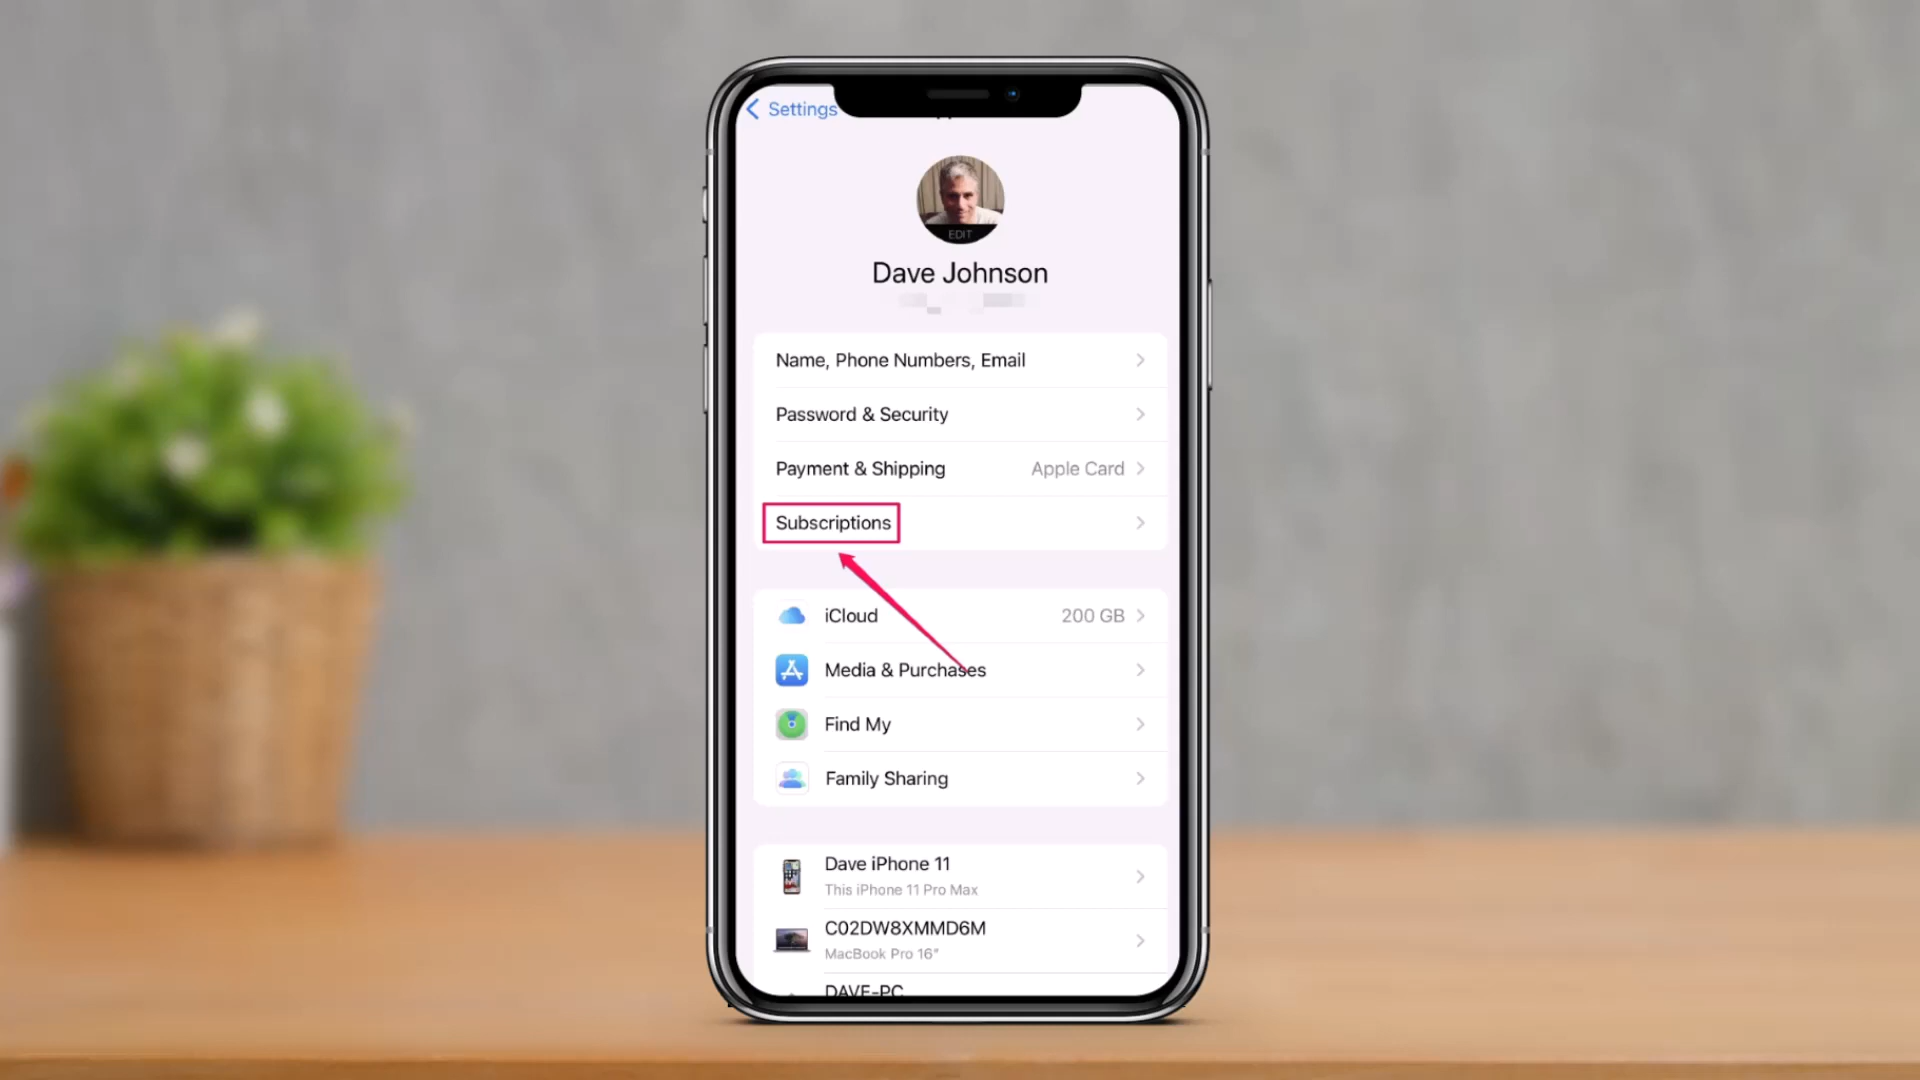 Settings
EDIT
Dave Johnson
Name, Phone Numbers, Email
Password & Security
Payment & Shipping Apple Card
Subscriptions
iCloud 200 GB
Media & Purchases
Find My
Family Sharing
Dave iPhone 11
This iPhone 11 Pro Max
C02DW8XMMD6M
MacBook Pro 16"
DAVE-PC